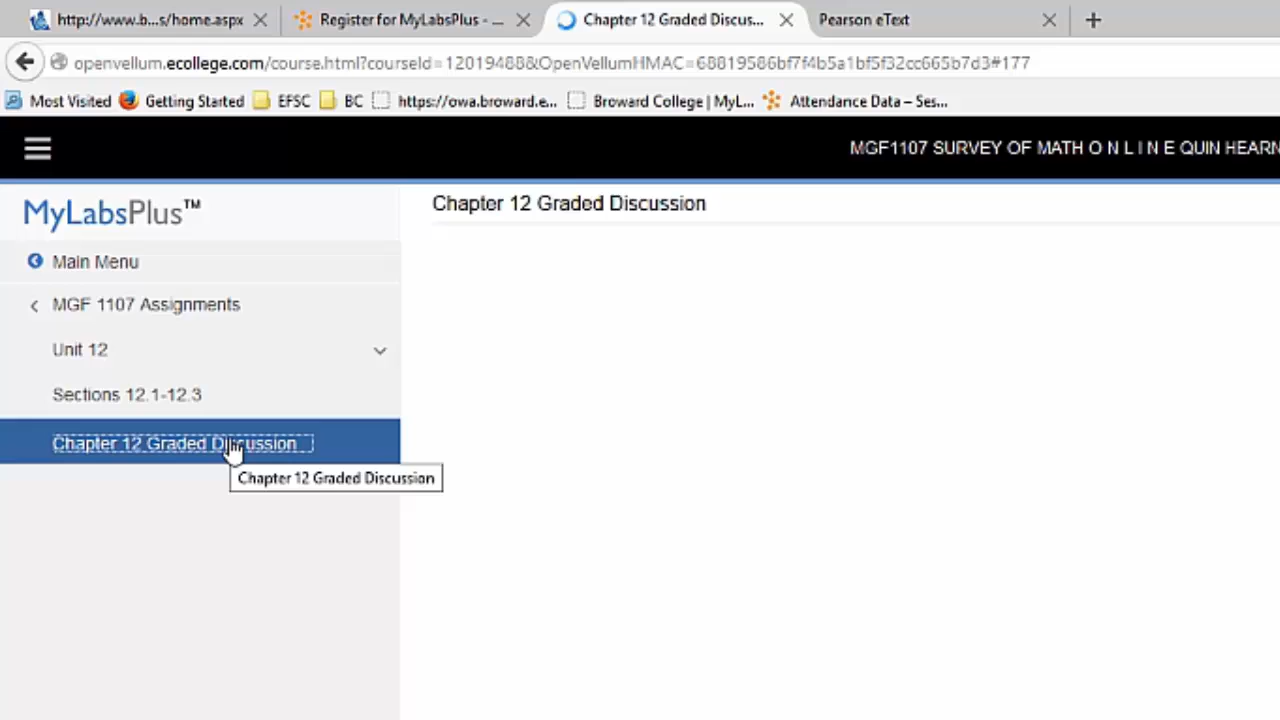 http://www.b...s/home.aspx
Register for MyLabsPlus - ...
Chapter 12 Graded Discus...
Pearson eText
openvellum.ecollege.com/course.html?courseId=12019488&OpenVellumHMAC=68819586bf7f4b5a1bf5f32cc665b7d3#177
Most Visited
Getting Started
EFSC
BC
https://owa.broward.e...
Broward College | MyL...
Attendance Data – Ses...
MGF1107 SURVEY OF MATH O N L I N E QUIN HEARN
MyLabsPlus™
Chapter 12 Graded Discussion
Main Menu
MGF 1107 Assignments
Unit 12
Sections 12.1-12.3
Chapter 12 Graded Discussion
Chapter 12 Graded Discussion